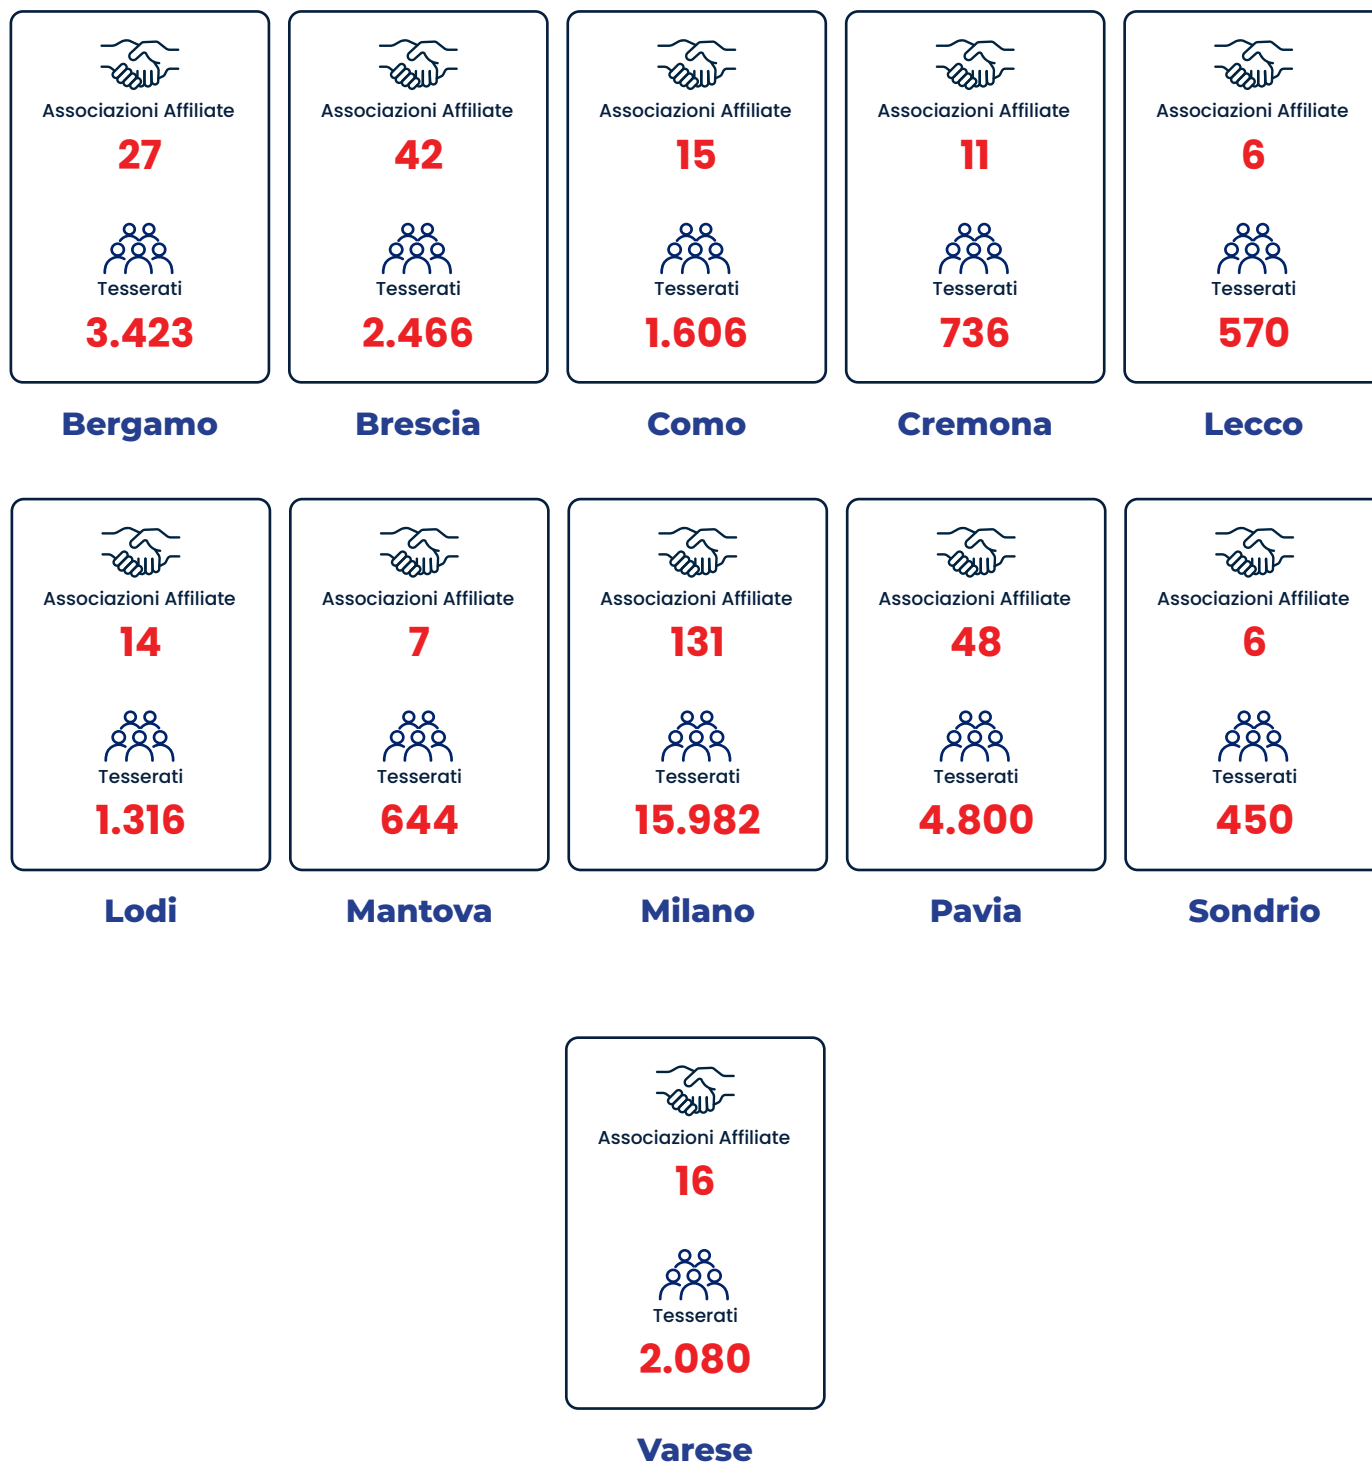 Associazioni Affiliate
27
Tesserati
3.423
Bergamo
Associazioni Affiliate
42
Tesserati
2.466
Brescia
Associazioni Affiliate
15
Tesserati
1.606
Como
Associazioni Affiliate
11
Tesserati
736
Cremona
Associazioni Affiliate
6
Tesserati
570
Lecco
Associazioni Affiliate
14
Tesserati
1.316
Lodi
Associazioni Affiliate
7
Tesserati
644
Mantova
Associazioni Affiliate
131
Tesserati
15.982
Milano
Associazioni Affiliate
48
Tesserati
4.800
Pavia
Associazioni Affiliate
6
Tesserati
450
Sondrio
Associazioni Affiliate
16
Tesserati
2.080
Varese